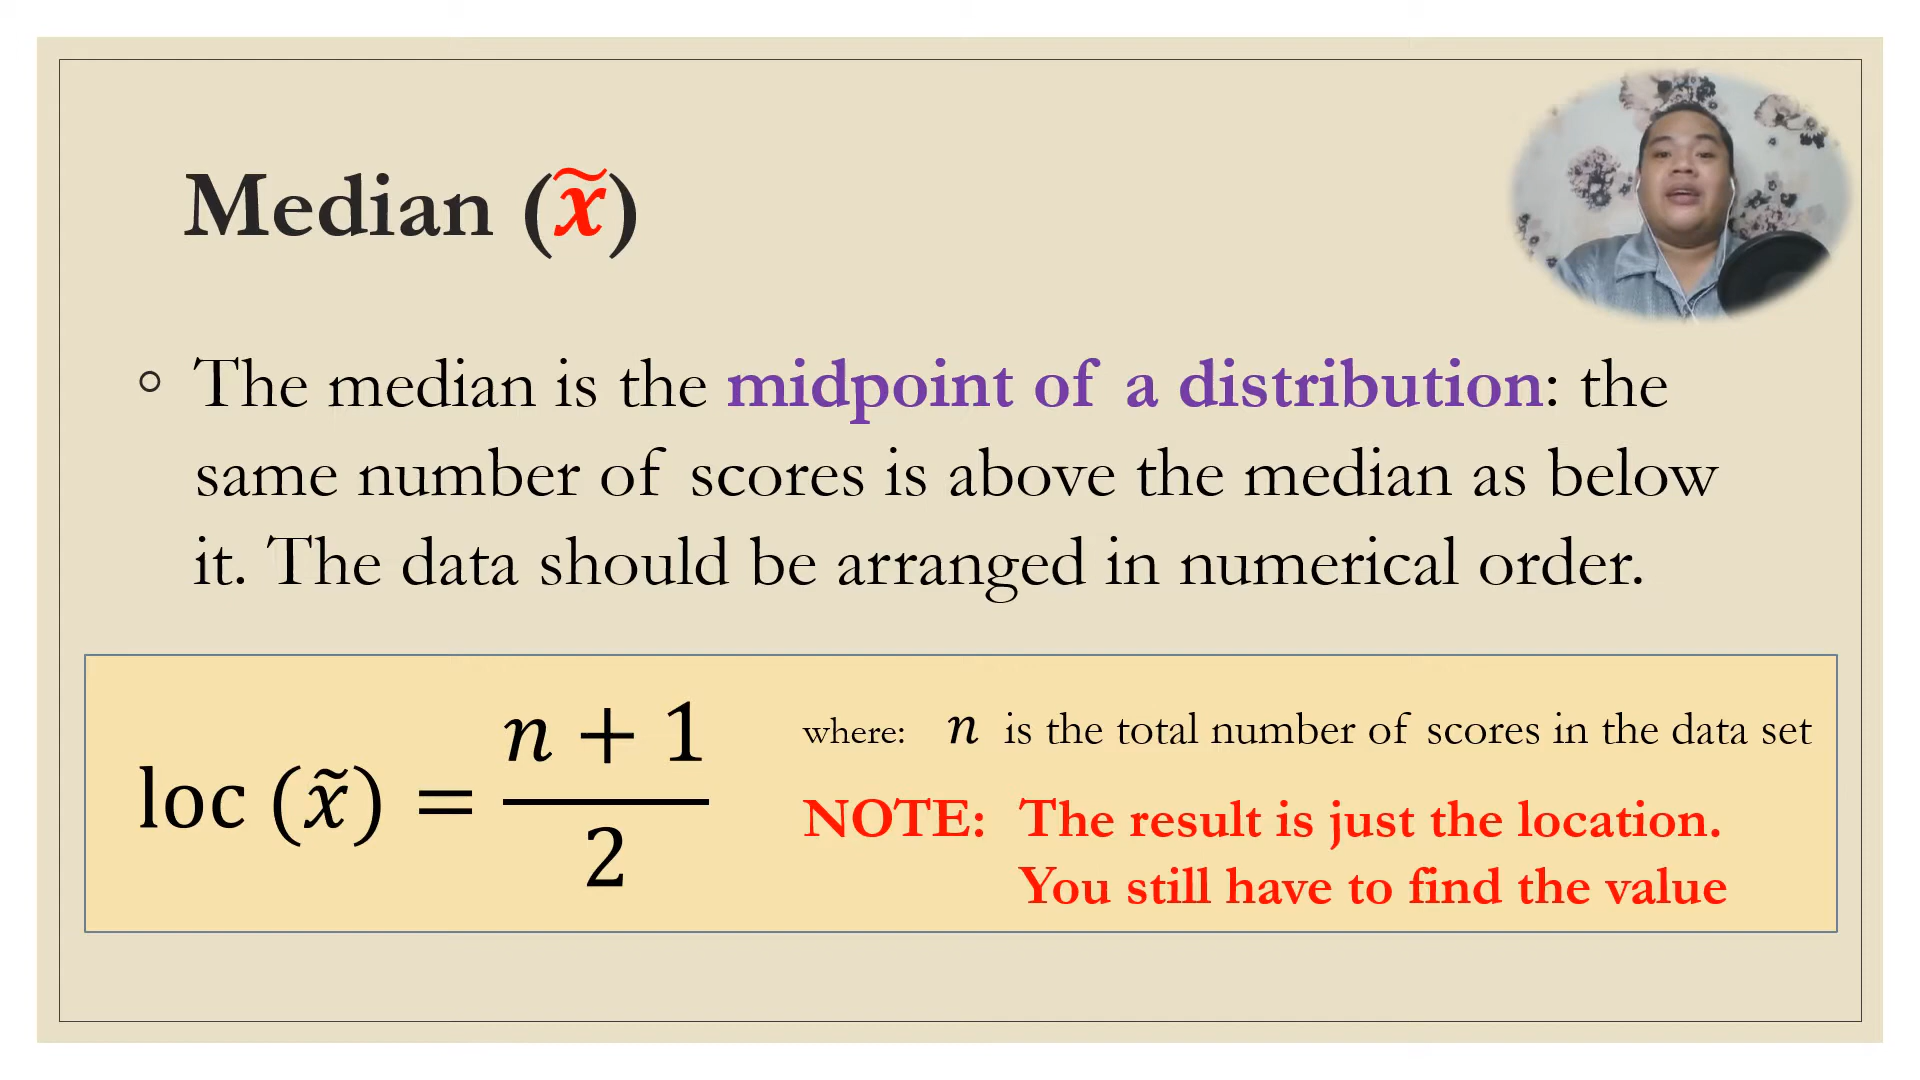 Median (x̃)
◦ The median is the midpoint of a distribution: the
same number of scores is above the median as below
it. The data should be arranged in numerical order.
loc (x̃) = (n + 1)/2
where: n is the total number of scores in the data set
NOTE: The result is just the location.
You still have to find the value